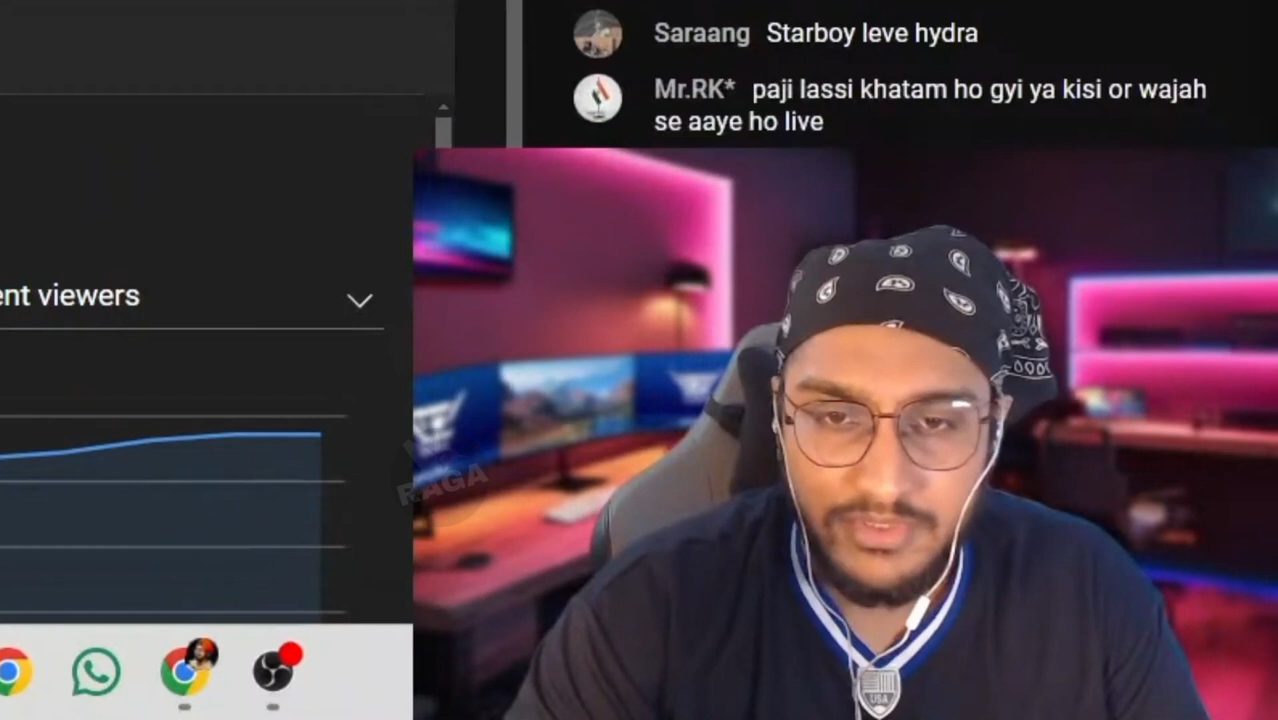 Saraang Starboy leve hydra
Mr.RK* paji lassi khatam ho gyi ya kisi or wajah
se aaye ho live
ent viewers
RAGA
USA